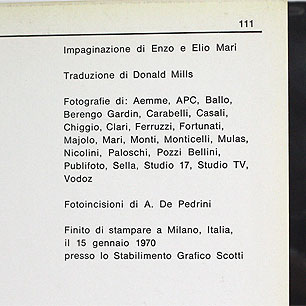 111
Impaginazione di Enzo e Elio Mari
Traduzione di Donald Mills
Fotografie di: Aemme, APC, Ballo,
Berengo Gardin, Carabelli, Casali,
Chiggio, Clari, Ferruzzi, Fortunati,
Majolo, Mari, Monti, Monticelli, Mulas,
Nicolini, Paloschi, Pozzi Bellini,
Publifoto, Sella, Studio 17, Studio TV,
Vodoz
Fotoincisioni di A. De Pedrini
Finito di stampare a Milano, Italia,
il 15 gennaio 1970
presso lo Stabilimento Grafico Scotti